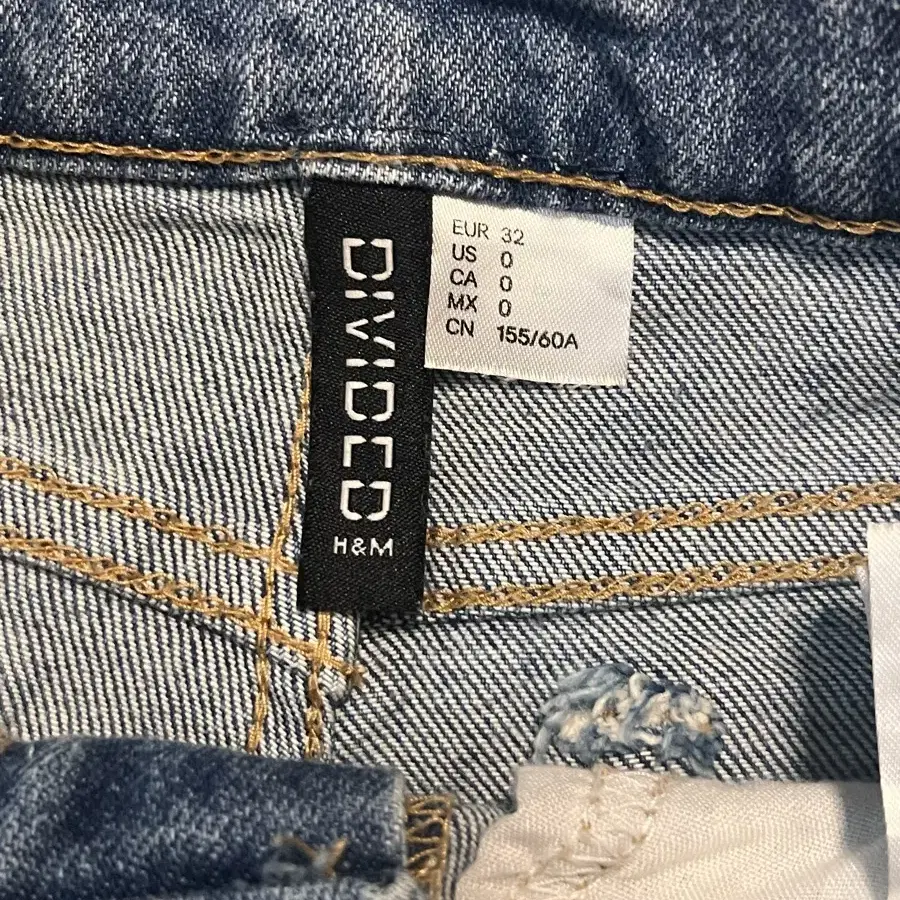 DIVIDED
H&M
EUR 32
US 0
CA 0
MX 0
CN 155/60A